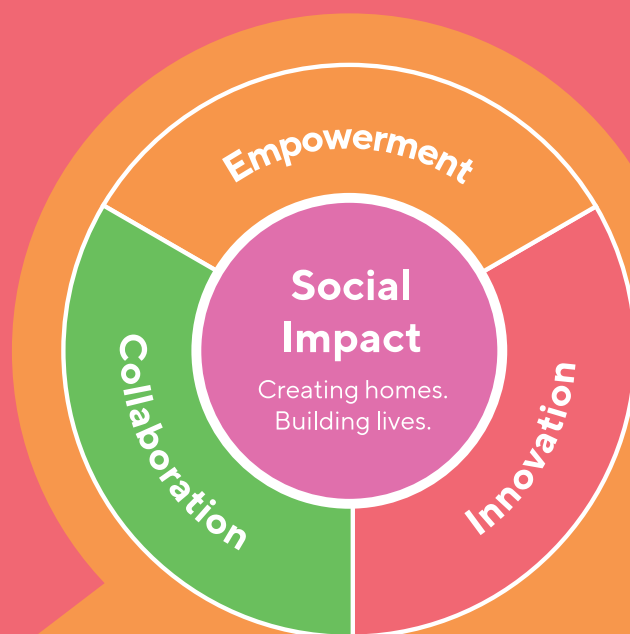 Empowerment
Social
Impact
Creating homes.
Building lives.
Collaboration
Innovation